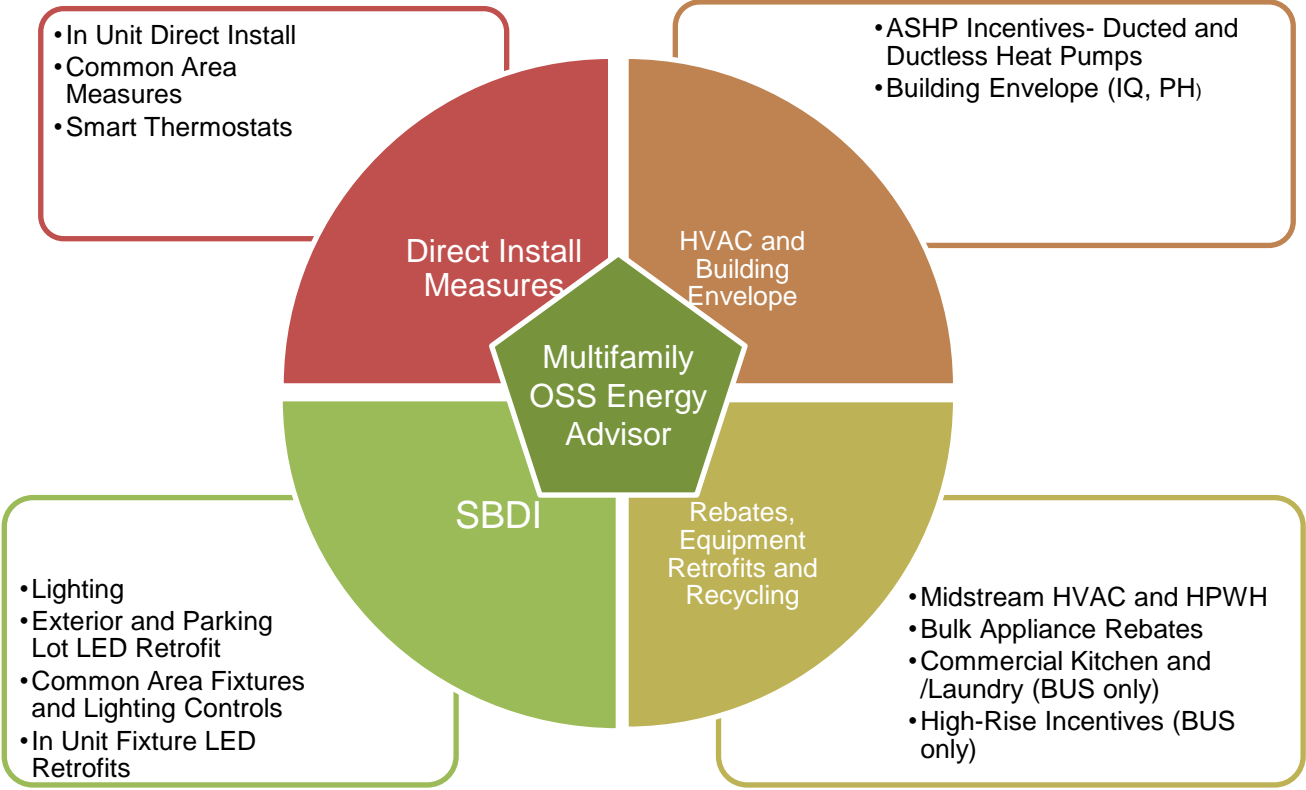 •In Unit Direct Install
•Common Area
Measures
•Smart Thermostats
•ASHP Incentives- Ducted and
Ductless Heat Pumps
•Building Envelope (IQ, PH)
Direct Install
Measures
HVAC and
Building
Envelope
Multifamily
OSS Energy
Advisor
SBDI
Rebates,
Equipment
Retrofits and
Recycling
•Lighting
•Exterior and Parking
Lot LED Retrofit
•Common Area Fixtures
and Lighting Controls
•In Unit Fixture LED
Retrofits
•Midstream HVAC and HPWH
•Bulk Appliance Rebates
•Commercial Kitchen and
/Laundry (BUS only)
•High-Rise Incentives (BUS
only)